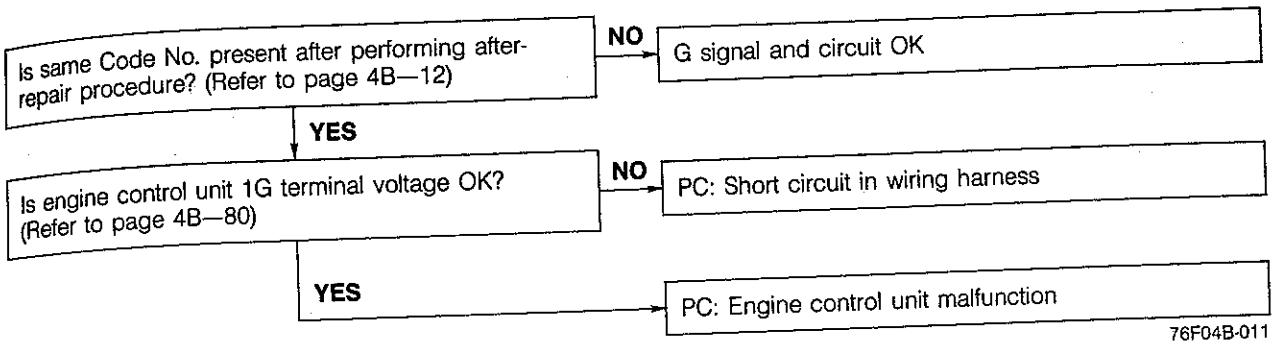 Is same Code No. present after performing after-
repair procedure? (Refer to page 4B—12)
NO
G signal and circuit OK
YES
Is engine control unit 1G terminal voltage OK?
(Refer to page 4B—80)
NO
PC: Short circuit in wiring harness
YES
PC: Engine control unit malfunction
76F04B-011